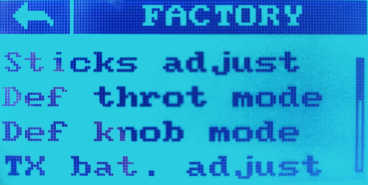 FACTORY
Sticks adjust
Def throt mode
Def knob mode
TX bat. adjust